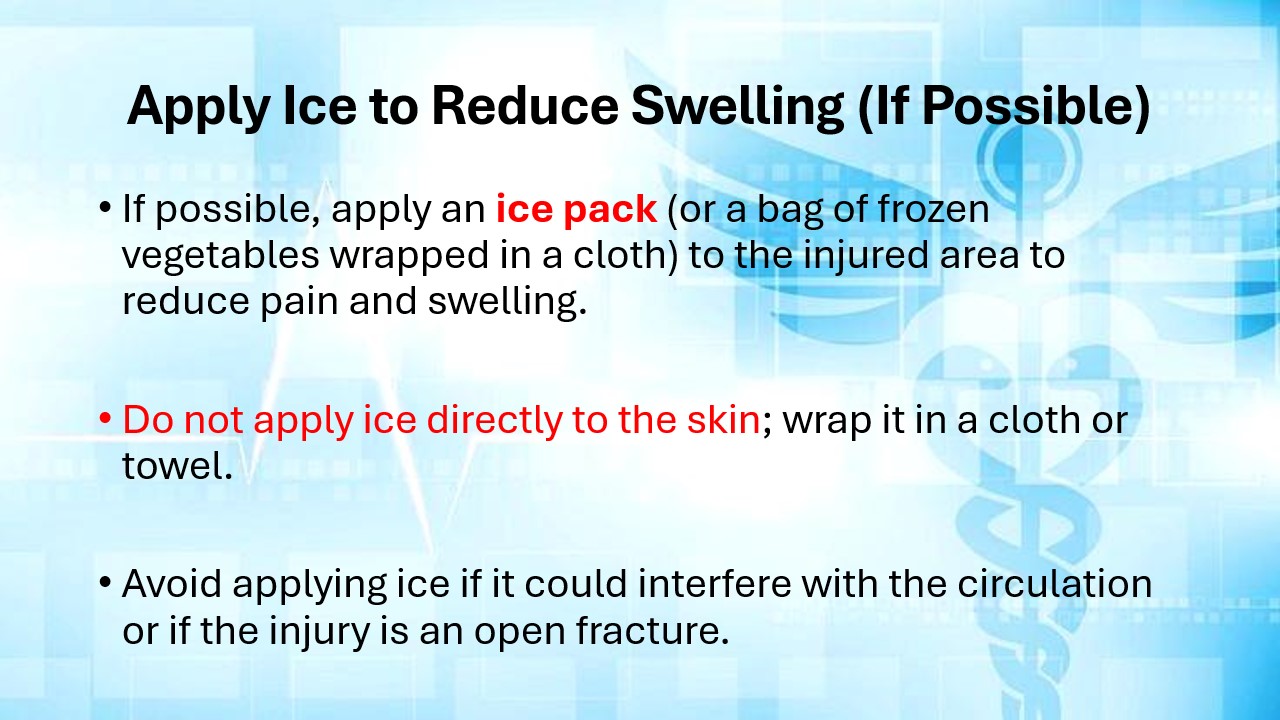 Apply Ice to Reduce Swelling (If Possible)
• If possible, apply an ice pack (or a bag of frozen
vegetables wrapped in a cloth) to the injured area to
reduce pain and swelling.
• Do not apply ice directly to the skin; wrap it in a cloth or
towel.
• Avoid applying ice if it could interfere with the circulation
or if the injury is an open fracture.